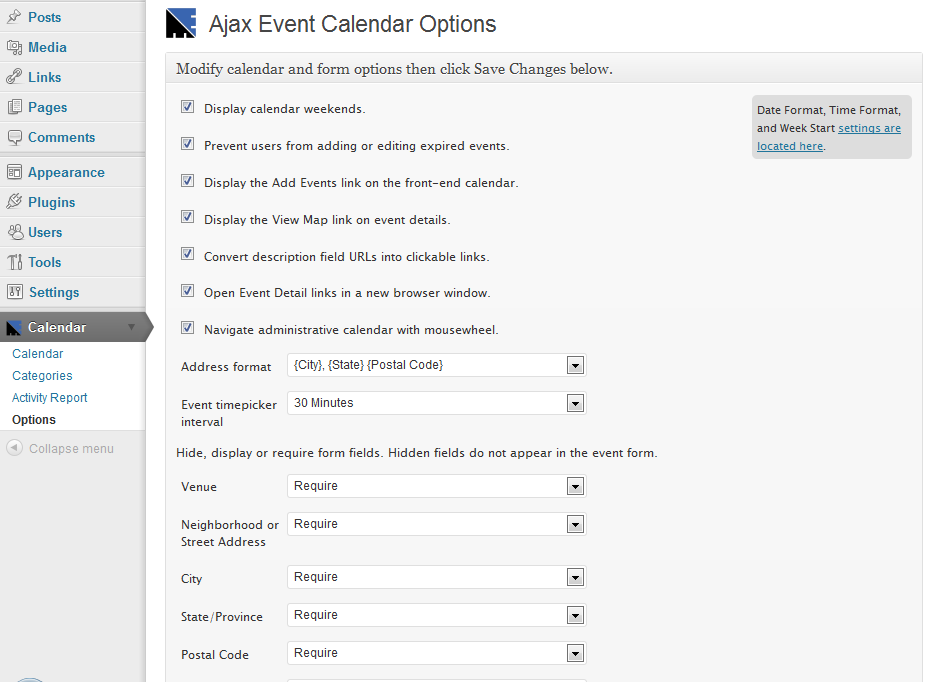 Posts
Media
Links
Pages
Comments
Appearance
Plugins
Users
Tools
Settings
Calendar
Calendar
Categories
Activity Report
Options
Collapse menu
Ajax Event Calendar Options
Modify calendar and form options then click Save Changes below.
Display calendar weekends.
Prevent users from adding or editing expired events.
Display the Add Events link on the front-end calendar.
Display the View Map link on event details.
Convert description field URLs into clickable links.
Open Event Detail links in a new browser window.
Navigate administrative calendar with mousewheel.
Date Format, Time Format,
and Week Start settings are
located here.
Address format {City}, {State} {Postal Code}
Event timepicker 30 Minutes
interval
Hide, display or require form fields. Hidden fields do not appear in the event form.
Venue Require
Neighborhood or Require
Street Address
City Require
State/Province Require
Postal Code Require